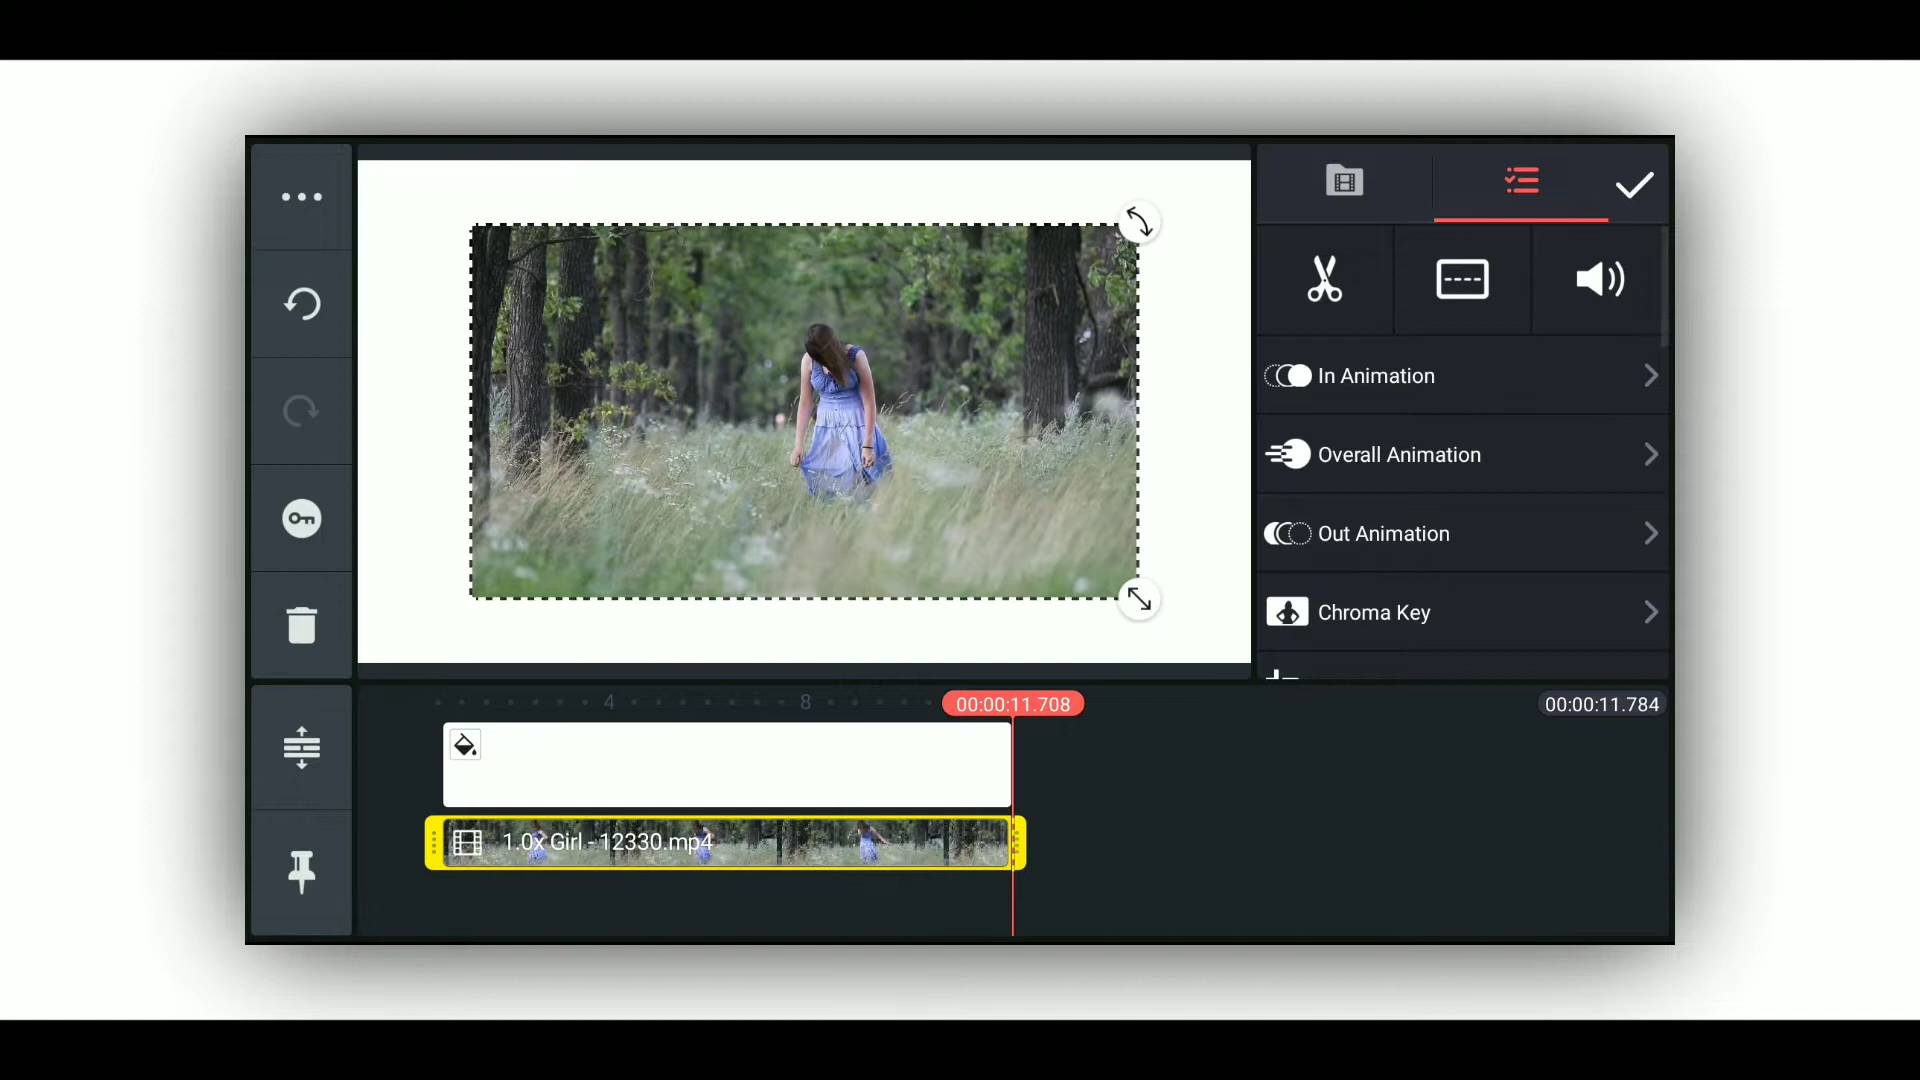 In Animation
Overall Animation
Out Animation
Chroma Key
4
8
00:00:11.708
00:00:11.784
1.0x Girl - 12330.mp4